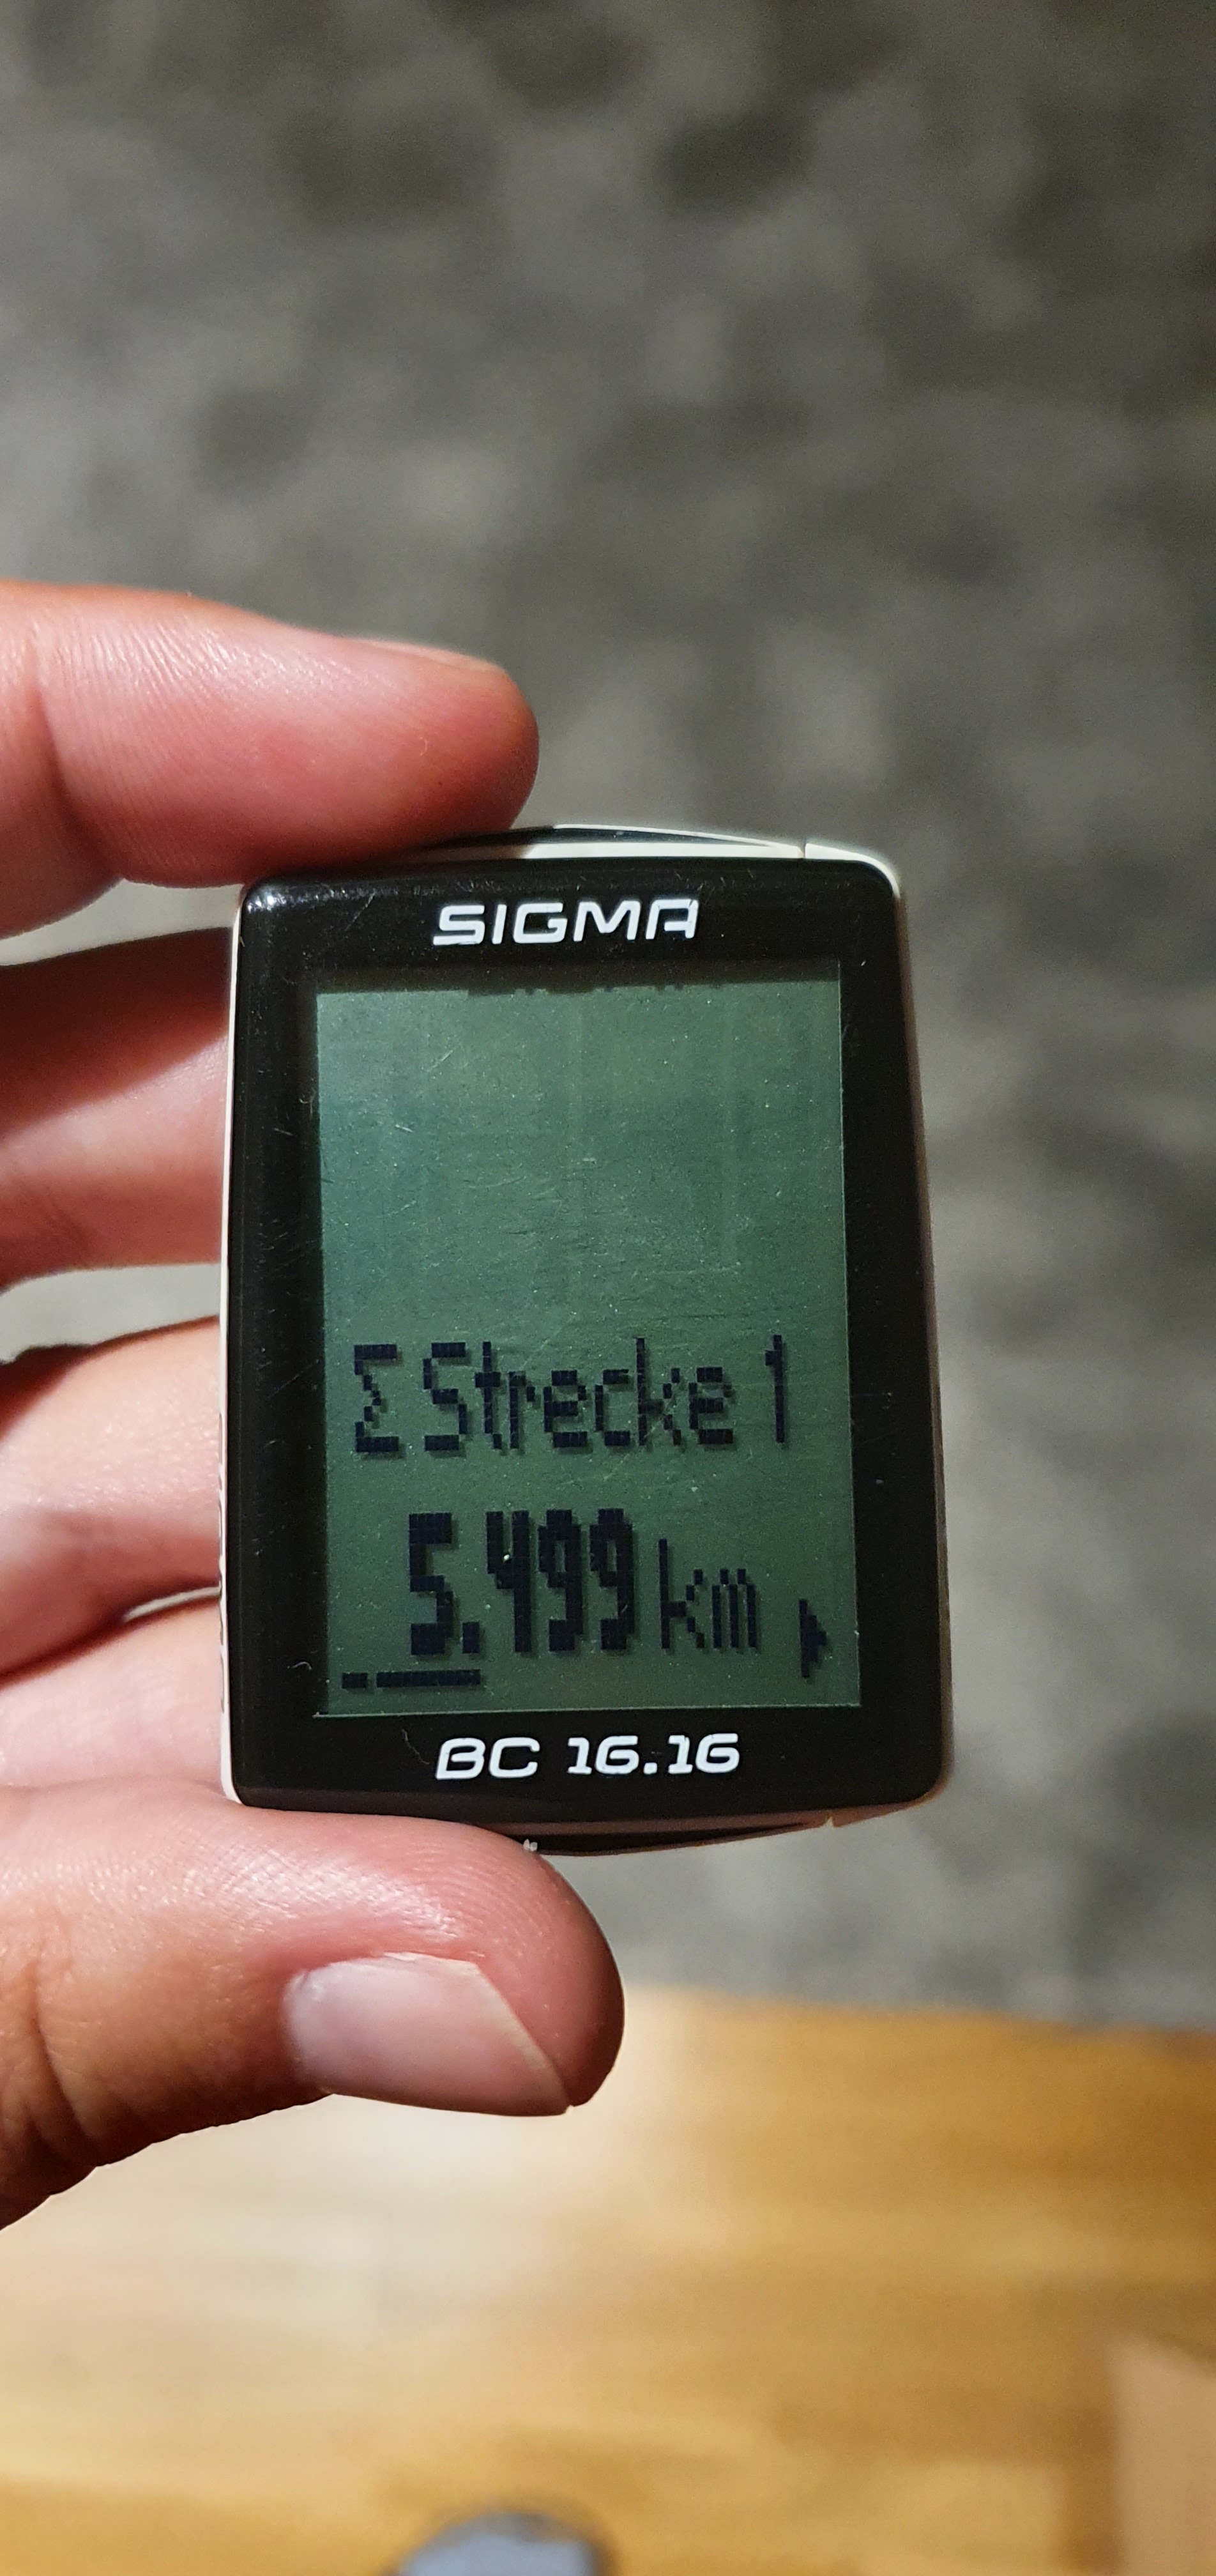 SIGMA
Σ Strecke 1
5.499 km
BC 16.16